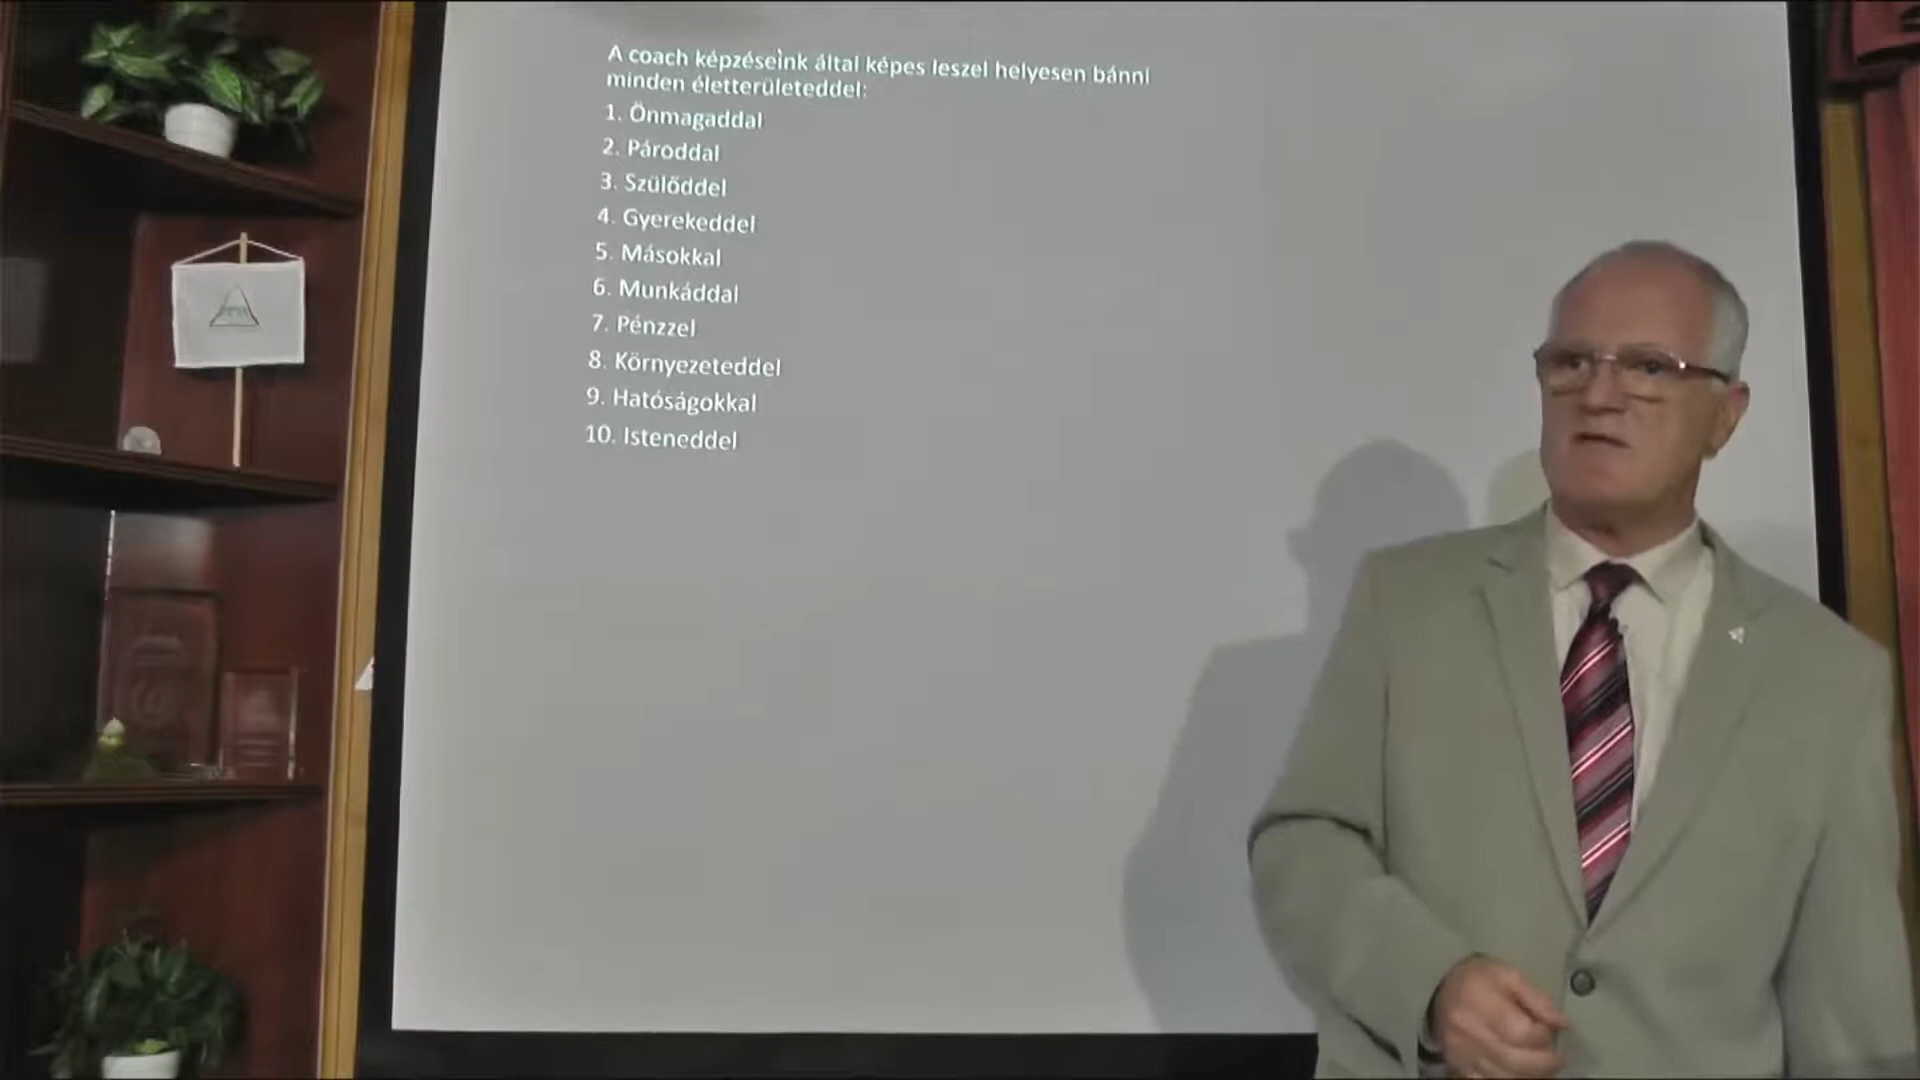 A coach képzéseink által képes leszel helyesen bánni
minden életterületeddel:
1. Önmagaddal
2. Pároddal
3. Szülőddel
4. Gyerekeddel
5. Másokkal
6. Munkáddal
7. Pénzzel
8. Környezeteddel
9. Hatóságokkal
10. Isteneddel